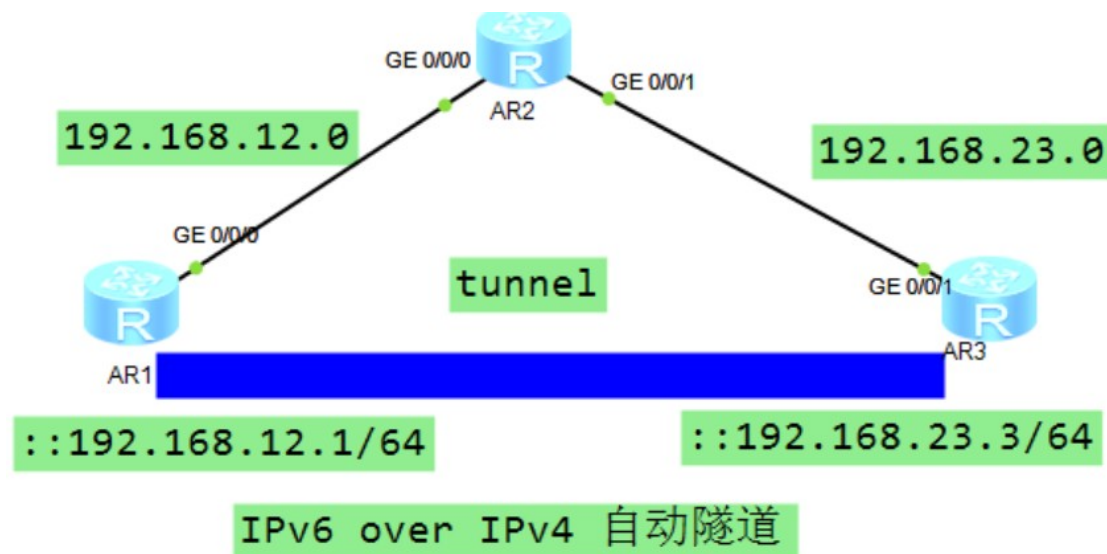 GE 0/0/0
R
GE 0/0/1
AR2
192.168.12.0
192.168.23.0
GE 0/0/0
tunnel
GE 0/0/1
R
R
AR1
AR3
::192.168.12.1/64
::192.168.23.3/64
IPv6 over IPv4 自动隧道